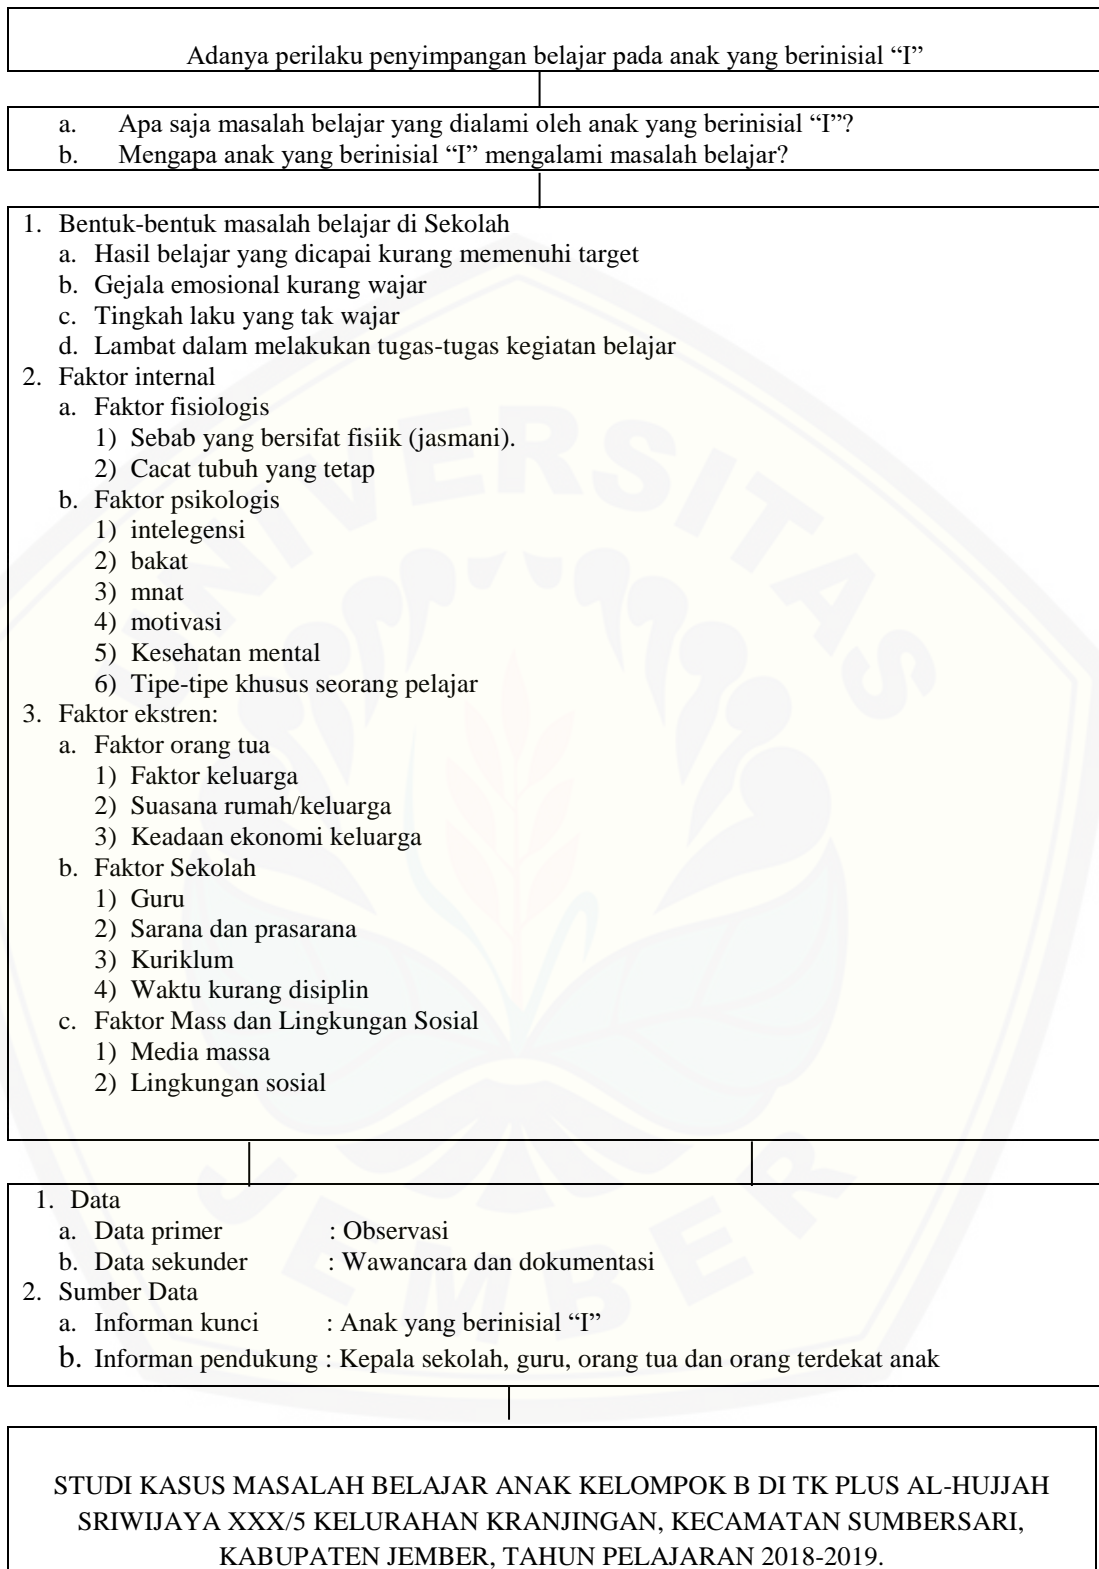 Adanya perilaku penyimpangan belajar pada anak yang berinisial “I”
a. Apa saja masalah belajar yang dialami oleh anak yang berinisial “I”?
b. Mengapa anak yang berinisial “I” mengalami masalah belajar?
1. Bentuk-bentuk masalah belajar di Sekolah
a. Hasil belajar yang dicapai kurang memenuhi target
b. Gejala emosional kurang wajar
c. Tingkah laku yang tak wajar
d. Lambat dalam melakukan tugas-tugas kegiatan belajar
2. Faktor internal
a. Faktor fisiologis
1) Sebab yang bersifat fisiik (jasmani).
2) Cacat tubuh yang tetap
b. Faktor psikologis
1) intelegensi
2) bakat
3) mnat
4) motivasi
5) Kesehatan mental
6) Tipe-tipe khusus seorang pelajar
3. Faktor ekstren:
a. Faktor orang tua
1) Faktor keluarga
2) Suasana rumah/keluarga
3) Keadaan ekonomi keluarga
b. Faktor Sekolah
1) Guru
2) Sarana dan prasarana
3) Kuriklum
4) Waktu kurang disiplin
c. Faktor Mass dan Lingkungan Sosial
1) Media massa
2) Lingkungan sosial
1. Data
a. Data primer : Observasi
b. Data sekunder : Wawancara dan dokumentasi
2. Sumber Data
a. Informan kunci : Anak yang berinisial “I”
b. Informan pendukung : Kepala sekolah, guru, orang tua dan orang terdekat anak
STUDI KASUS MASALAH BELAJAR ANAK KELOMPOK B DI TK PLUS AL-HUJJAH
SRIWIJAYA XXX/5 KELURAHAN KRANJINGAN, KECAMATAN SUMBERSARI,
KABUPATEN JEMBER, TAHUN PELAJARAN 2018-2019.
UNIVERSITAS
JEMBER